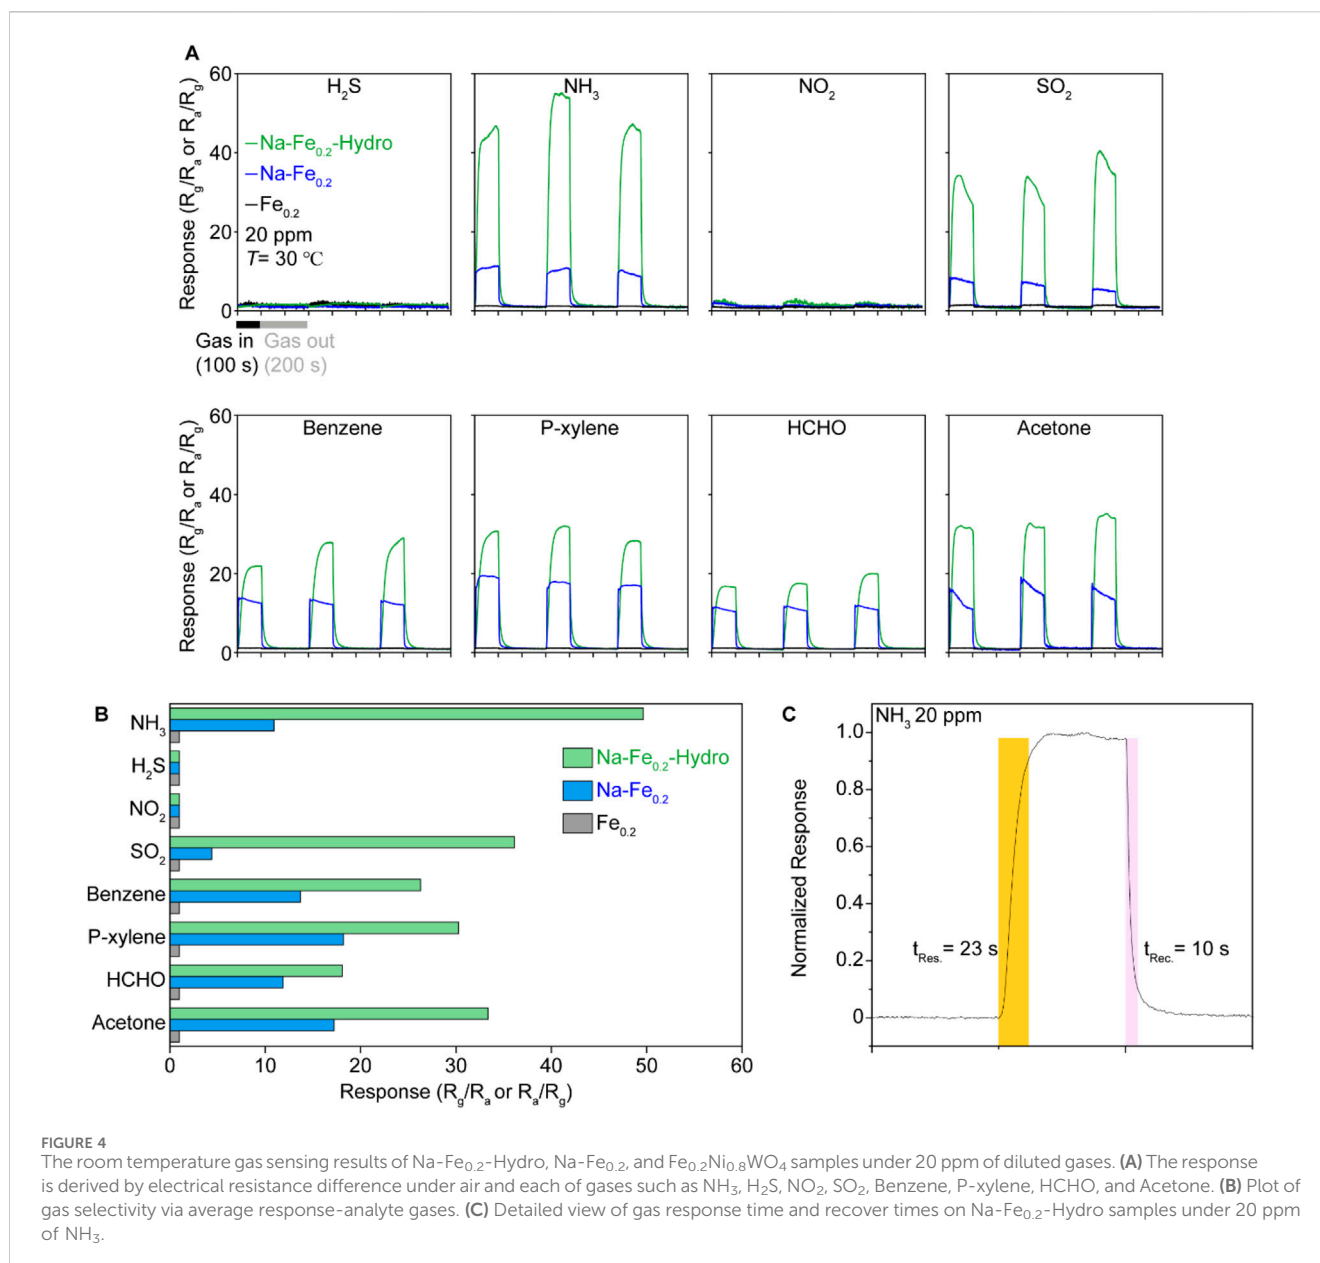 A
H₂S
NH₃
NO₂
SO₂
Response (Rg/Ra or Ra/Rg)
60
40
20
0
Na-Fe₀.₂-Hydro
Na-Fe₀.₂
Fe₀.₂
20 ppm
T= 30 ℃
Gas in Gas out
(100 s) (200 s)
Benzene
P-xylene
HCHO
Acetone
Response (Rg/Ra or Ra/Rg)
60
40
20
0
B
NH₃
H₂S
NO₂
SO₂
Benzene
P-xylene
HCHO
Acetone
Na-Fe₀.₂-Hydro
Na-Fe₀.₂
Fe₀.₂
0 10 20 30 40 50 60
Response (Rg/Ra or Ra/Rg)
C
NH₃ 20 ppm
Normalized Response
1.0
0.8
0.6
0.4
0.2
0
tRes. = 23 s
tRec. = 10 s
FIGURE 4
The room temperature gas sensing results of Na-Fe₀.₂-Hydro, Na-Fe₀.₂, and Fe₀.₂Ni₀.₈WO₄ samples under 20 ppm of diluted gases. (A) The response
is derived by electrical resistance difference under air and each of gases such as NH₃, H₂S, NO₂, SO₂, Benzene, P-xylene, HCHO, and Acetone. (B) Plot of
gas selectivity via average response-analyte gases. (C) Detailed view of gas response time and recover times on Na-Fe₀.₂-Hydro samples under 20 ppm
of NH₃.